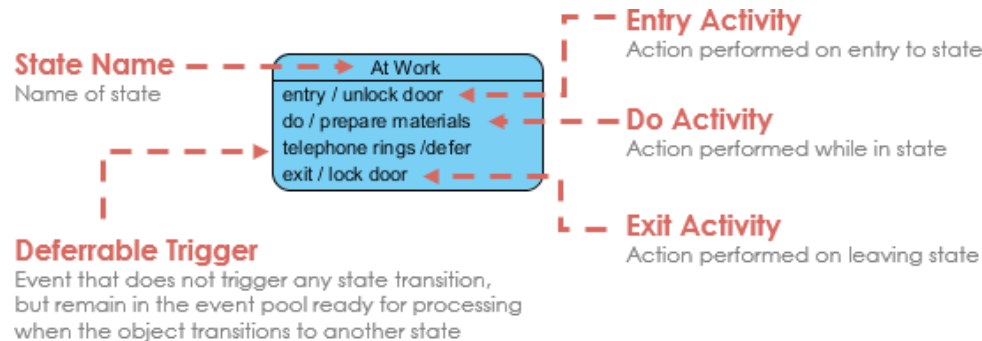 State Name
Name of state
At Work
entry / unlock door
do / prepare materials
telephone rings /defer
exit / lock door
Entry Activity
Action performed on entry to state
Do Activity
Action performed while in state
Exit Activity
Action performed on leaving state
Deferrable Trigger
Event that does not trigger any state transition,
but remain in the event pool ready for processing
when the object transitions to another state